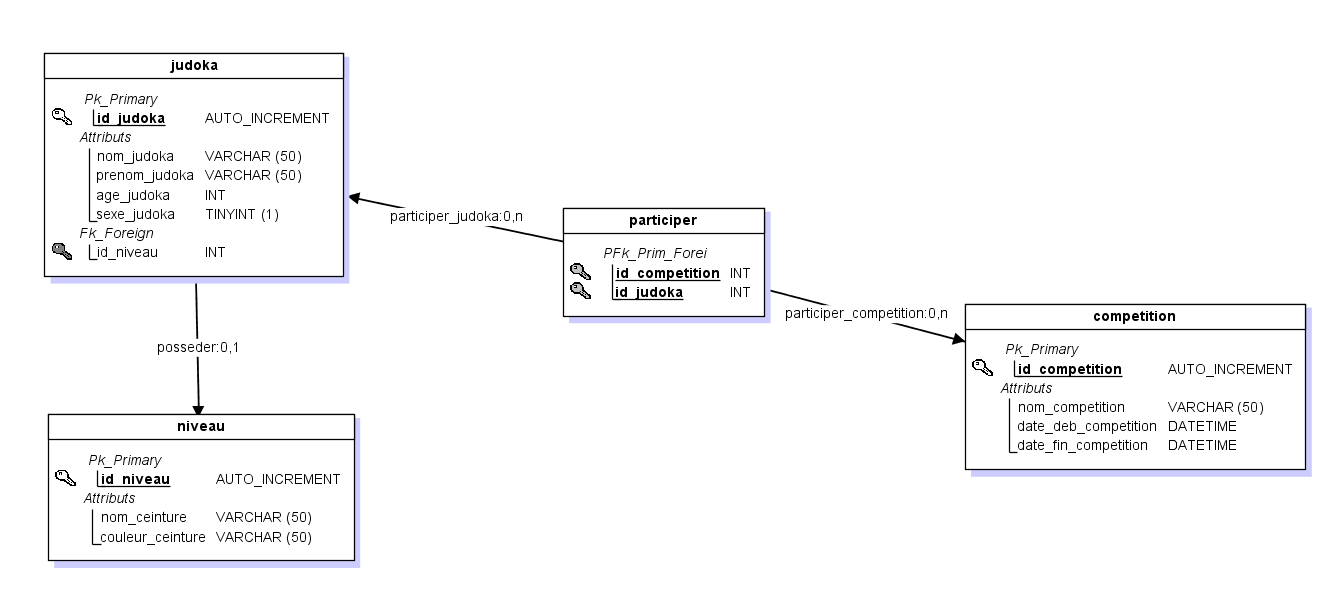 judoka
Pk_Primary
id_judoka AUTO_INCREMENT
Attributs
nom_judoka VARCHAR (50)
prenom_judoka VARCHAR (50)
age_judoka INT
sexe_judoka TINYINT (1)
Fk_Foreign
id_niveau INT
participer_judoka:0,n
participer
PFk_Prim_Forei
id_competition INT
id_judoka INT
participer_competition:0,n
competition
Pk_Primary
id_competition AUTO_INCREMENT
Attributs
nom_competition VARCHAR (50)
date_deb_competition DATETIME
date_fin_competition DATETIME
posseder:0,1
niveau
Pk_Primary
id_niveau AUTO_INCREMENT
Attributs
nom_ceinture VARCHAR (50)
couleur_ceinture VARCHAR (50)